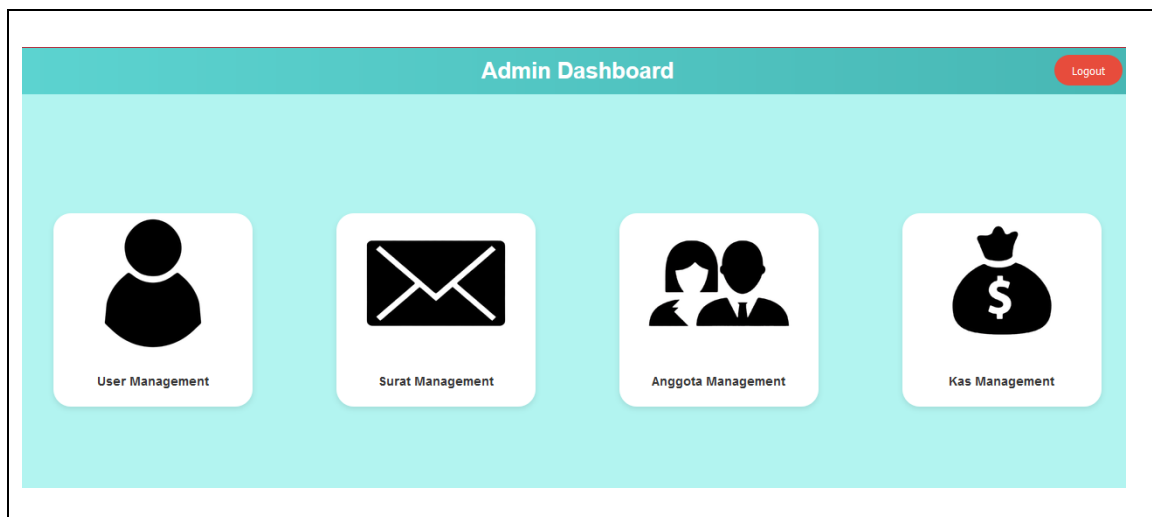 Admin Dashboard
Logout
$
User Management
Surat Management
Anggota Management
Kas Management